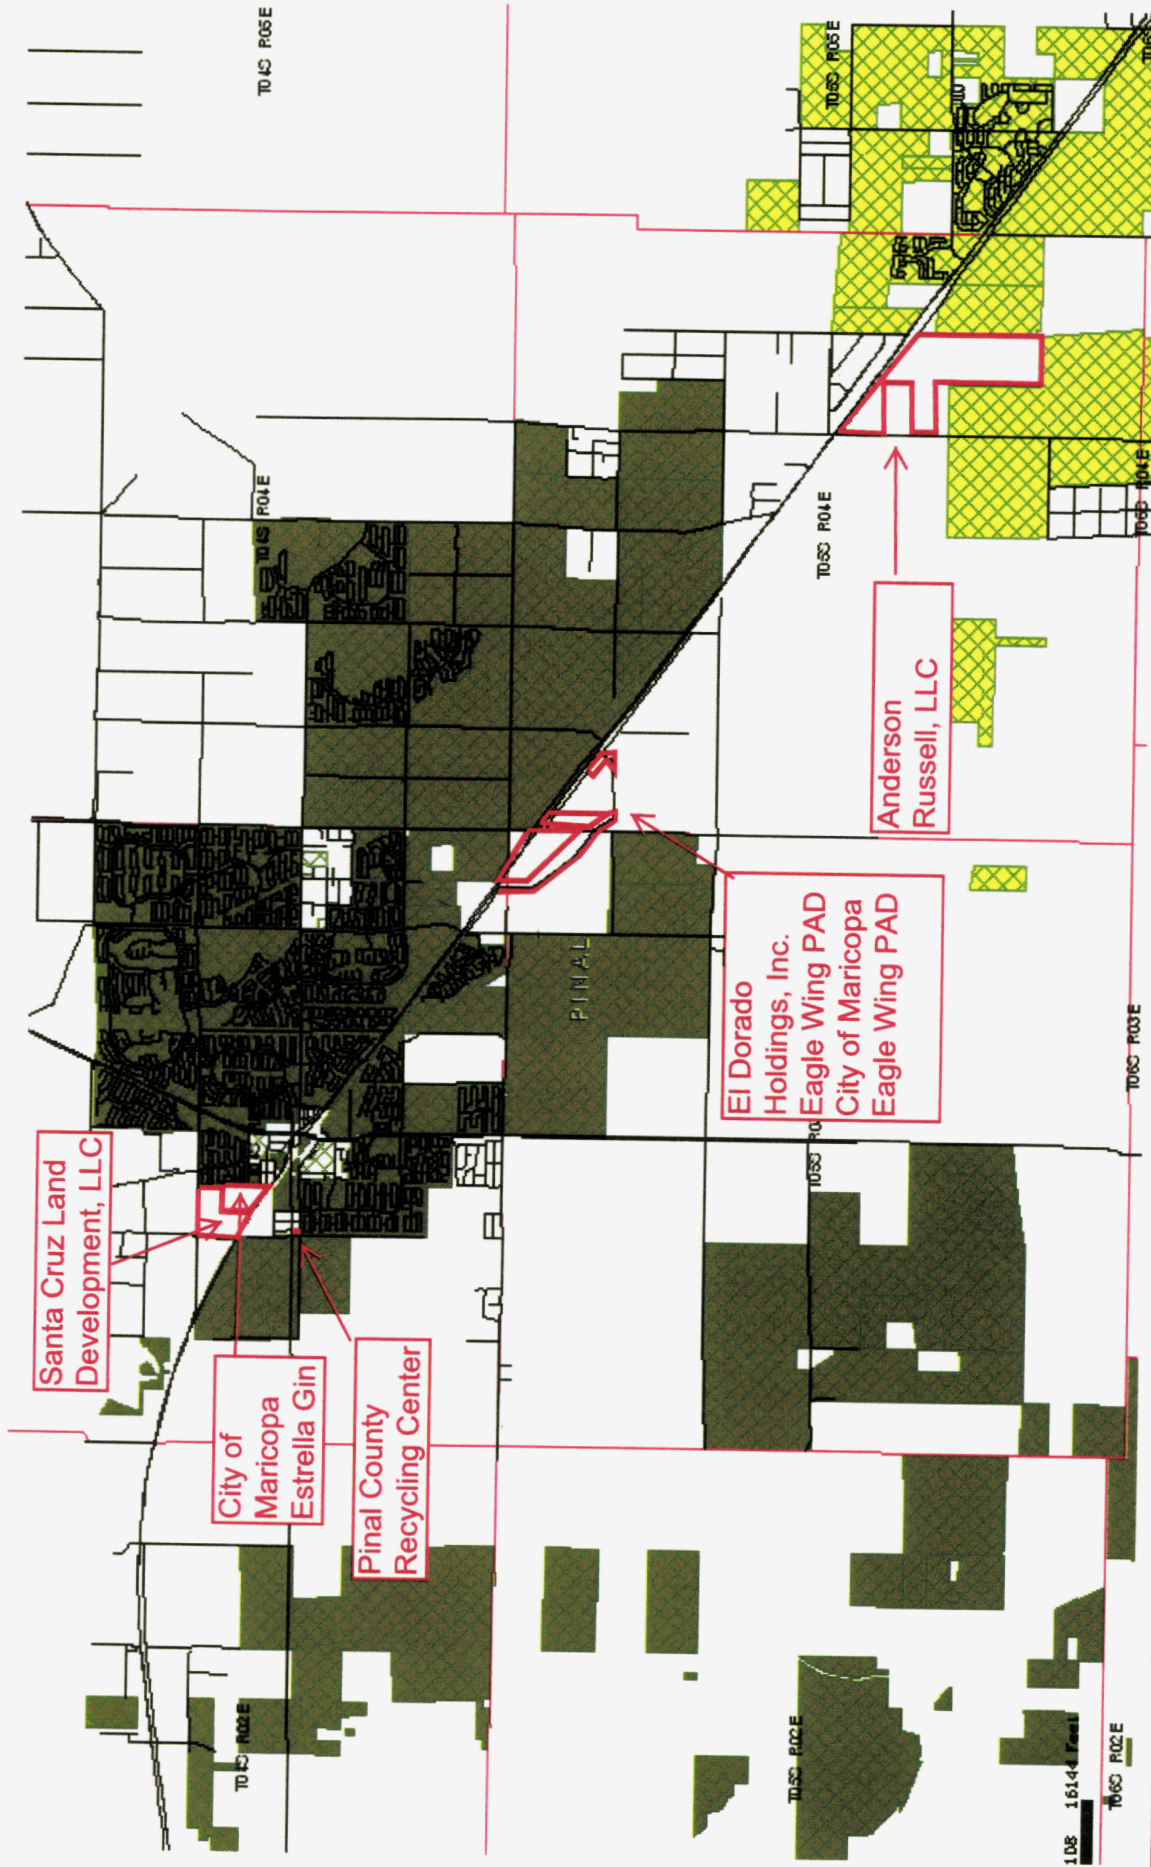 Santa Cruz Land
Development, LLC
City of
Maricopa
Estrella Gin
Pinal County
Recycling Center
El Dorado
Holdings, Inc.
Eagle Wing PAD
City of Maricopa
Eagle Wing PAD
Anderson
Russell, LLC
PINAL
T04S R02E
T04S R04E
T04S R05E
T05S R02E
T05S R04E
T05S R05E
T06S R02E
T06S R03E
T06S R04E
16144 Feet